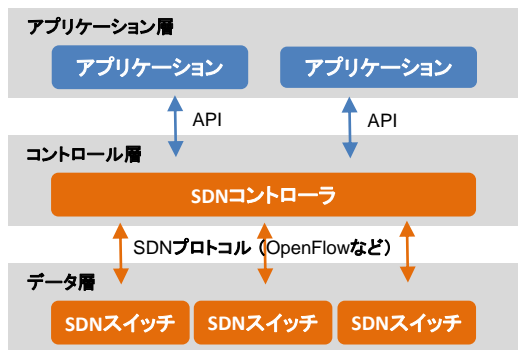 アプリケーション層
アプリケーション
アプリケーション
API
API
コントロール層
SDNコントローラ
SDNプロトコル（OpenFlowなど）
データ層
SDNスイッチ
SDNスイッチ
SDNスイッチ